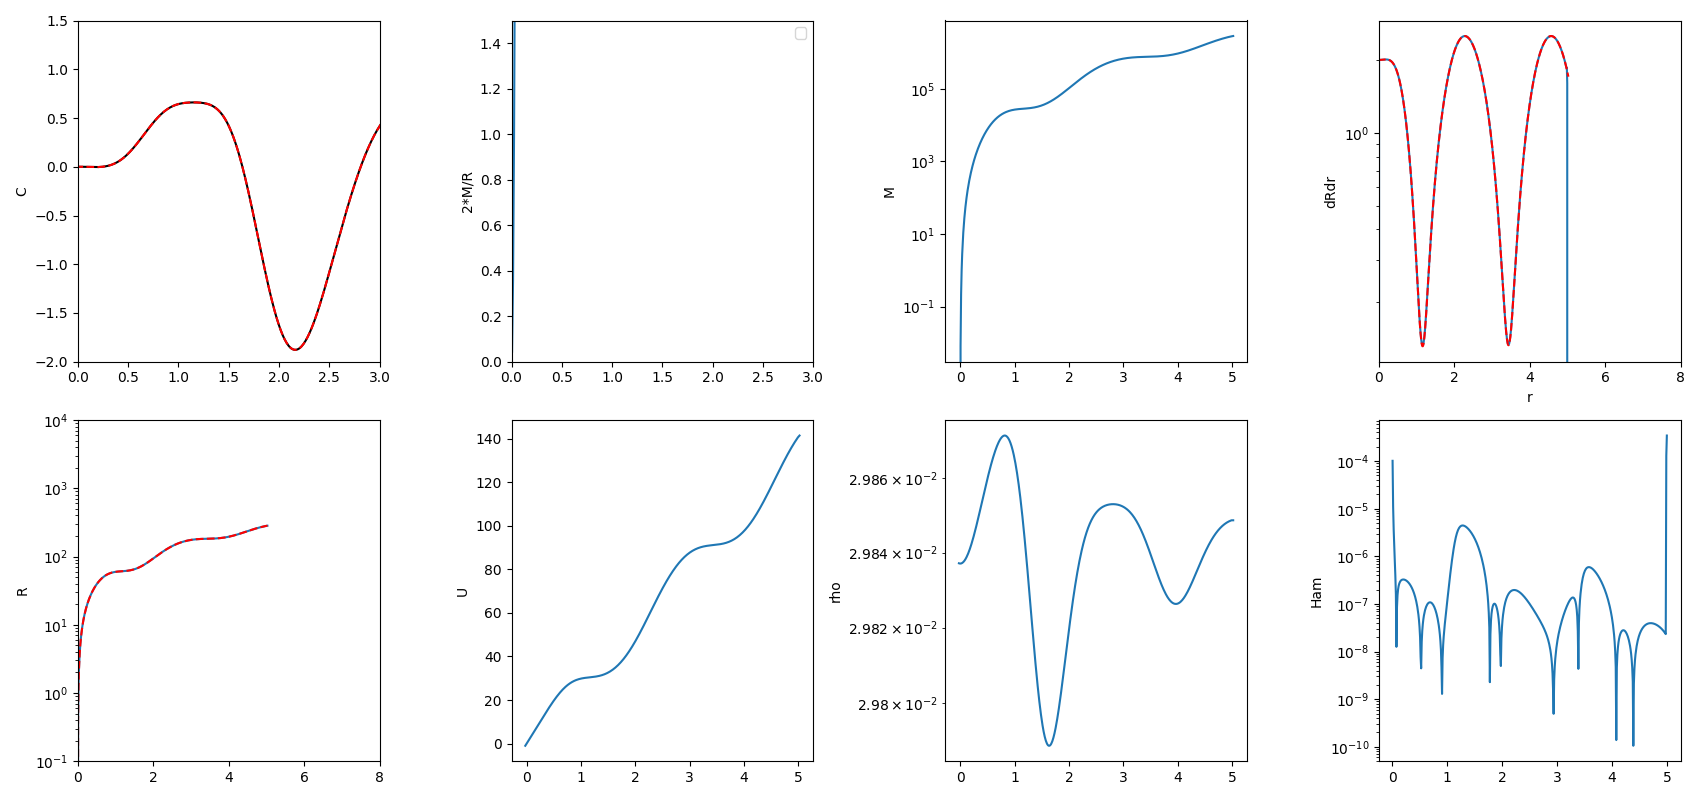 1.5
1.0
0.5
0.0
−0.5
−1.0
−1.5
−2.0
C
0.0 0.5 1.0 1.5 2.0 2.5 3.0
1.4
1.2
1.0
0.8
0.6
0.4
0.2
0.0
2*M/R
0.0 0.5 1.0 1.5 2.0 2.5 3.0
10^5
10^3
10^1
10^−1
M
0 1 2 3 4 5
10^0
dRdr
0 2 4 6 8
r
10^4
10^3
10^2
10^1
10^0
10^−1
R
0 2 4 6 8
140
120
100
80
60
40
20
0
U
0 1 2 3 4 5
2.986 × 10^−2
2.984 × 10^−2
2.982 × 10^−2
2.98 × 10^−2
rho
0 1 2 3 4 5
10^−4
10^−5
10^−6
10^−7
10^−8
10^−9
10^−10
Ham
0 1 2 3 4 5